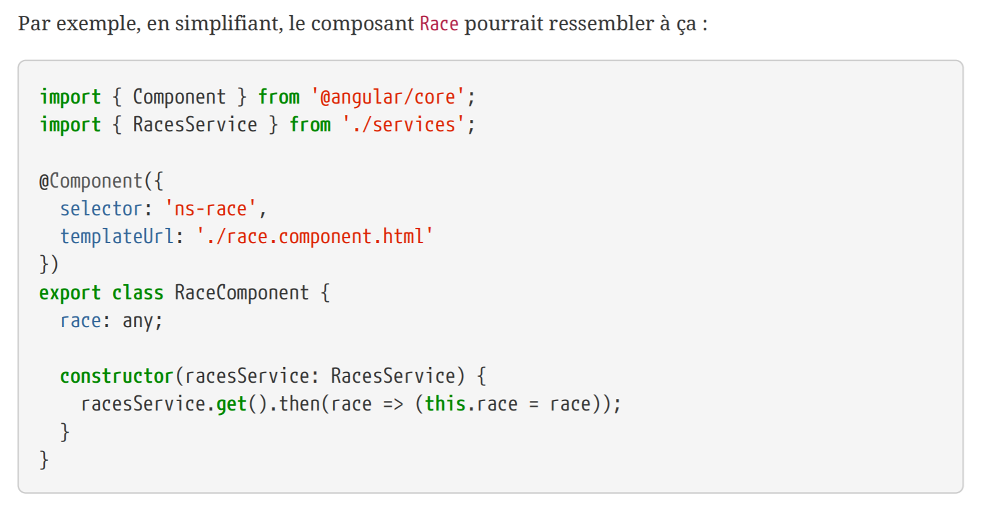 Par exemple, en simplifiant, le composant Race pourrait ressembler à ça :
import { Component } from '@angular/core';
import { RacesService } from './services';
@Component({
  selector: 'ns-race',
  templateUrl: './race.component.html'
})
export class RaceComponent {
  race: any;
  constructor(racesService: RacesService) {
    racesService.get().then(race => (this.race = race));
  }
}